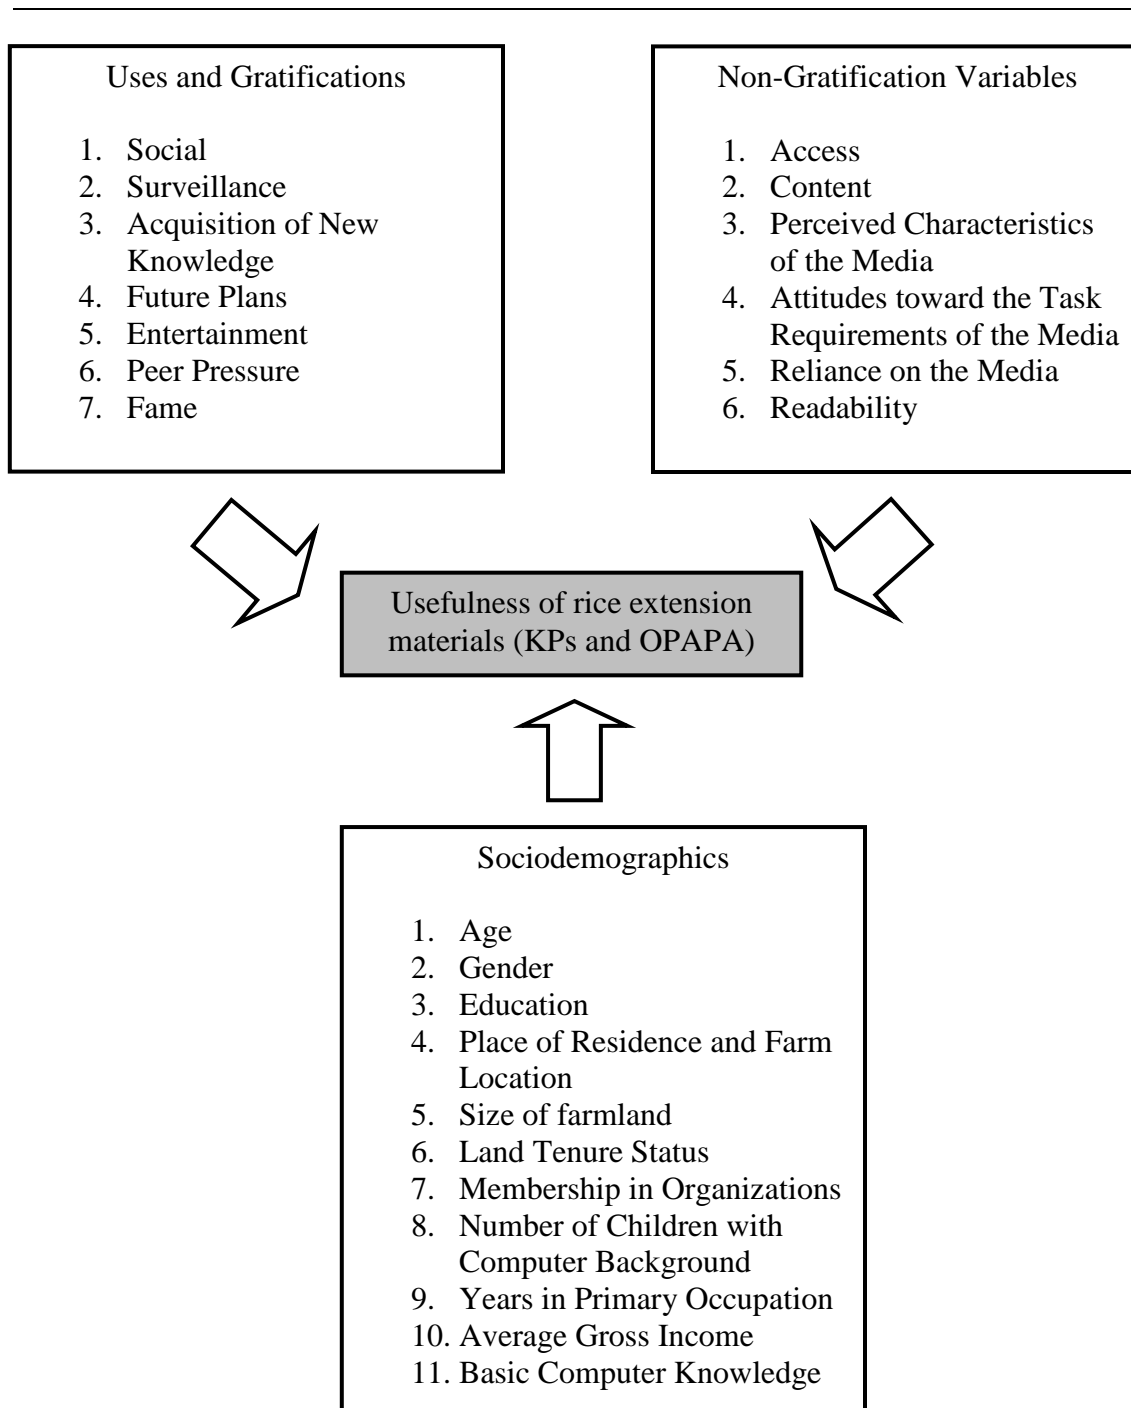 Uses and Gratifications
1. Social
2. Surveillance
3. Acquisition of New
Knowledge
4. Future Plans
5. Entertainment
6. Peer Pressure
7. Fame
Non-Gratification Variables
1. Access
2. Content
3. Perceived Characteristics
of the Media
4. Attitudes toward the Task
Requirements of the Media
5. Reliance on the Media
6. Readability
Usefulness of rice extension
materials (KPs and OPAPA)
Sociodemographics
1. Age
2. Gender
3. Education
4. Place of Residence and Farm
Location
5. Size of farmland
6. Land Tenure Status
7. Membership in Organizations
8. Number of Children with
Computer Background
9. Years in Primary Occupation
10. Average Gross Income
11. Basic Computer Knowledge